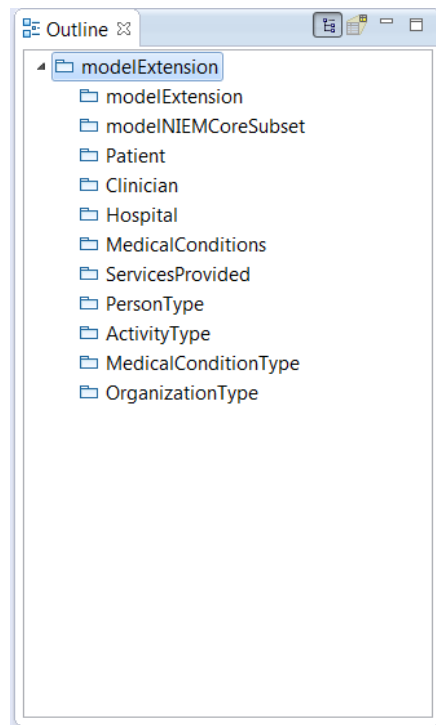 Outline
modelExtension
modelExtension
modelNIEMCoreSubset
Patient
Clinician
Hospital
MedicalConditions
ServicesProvided
PersonType
ActivityType
MedicalConditionType
OrganizationType